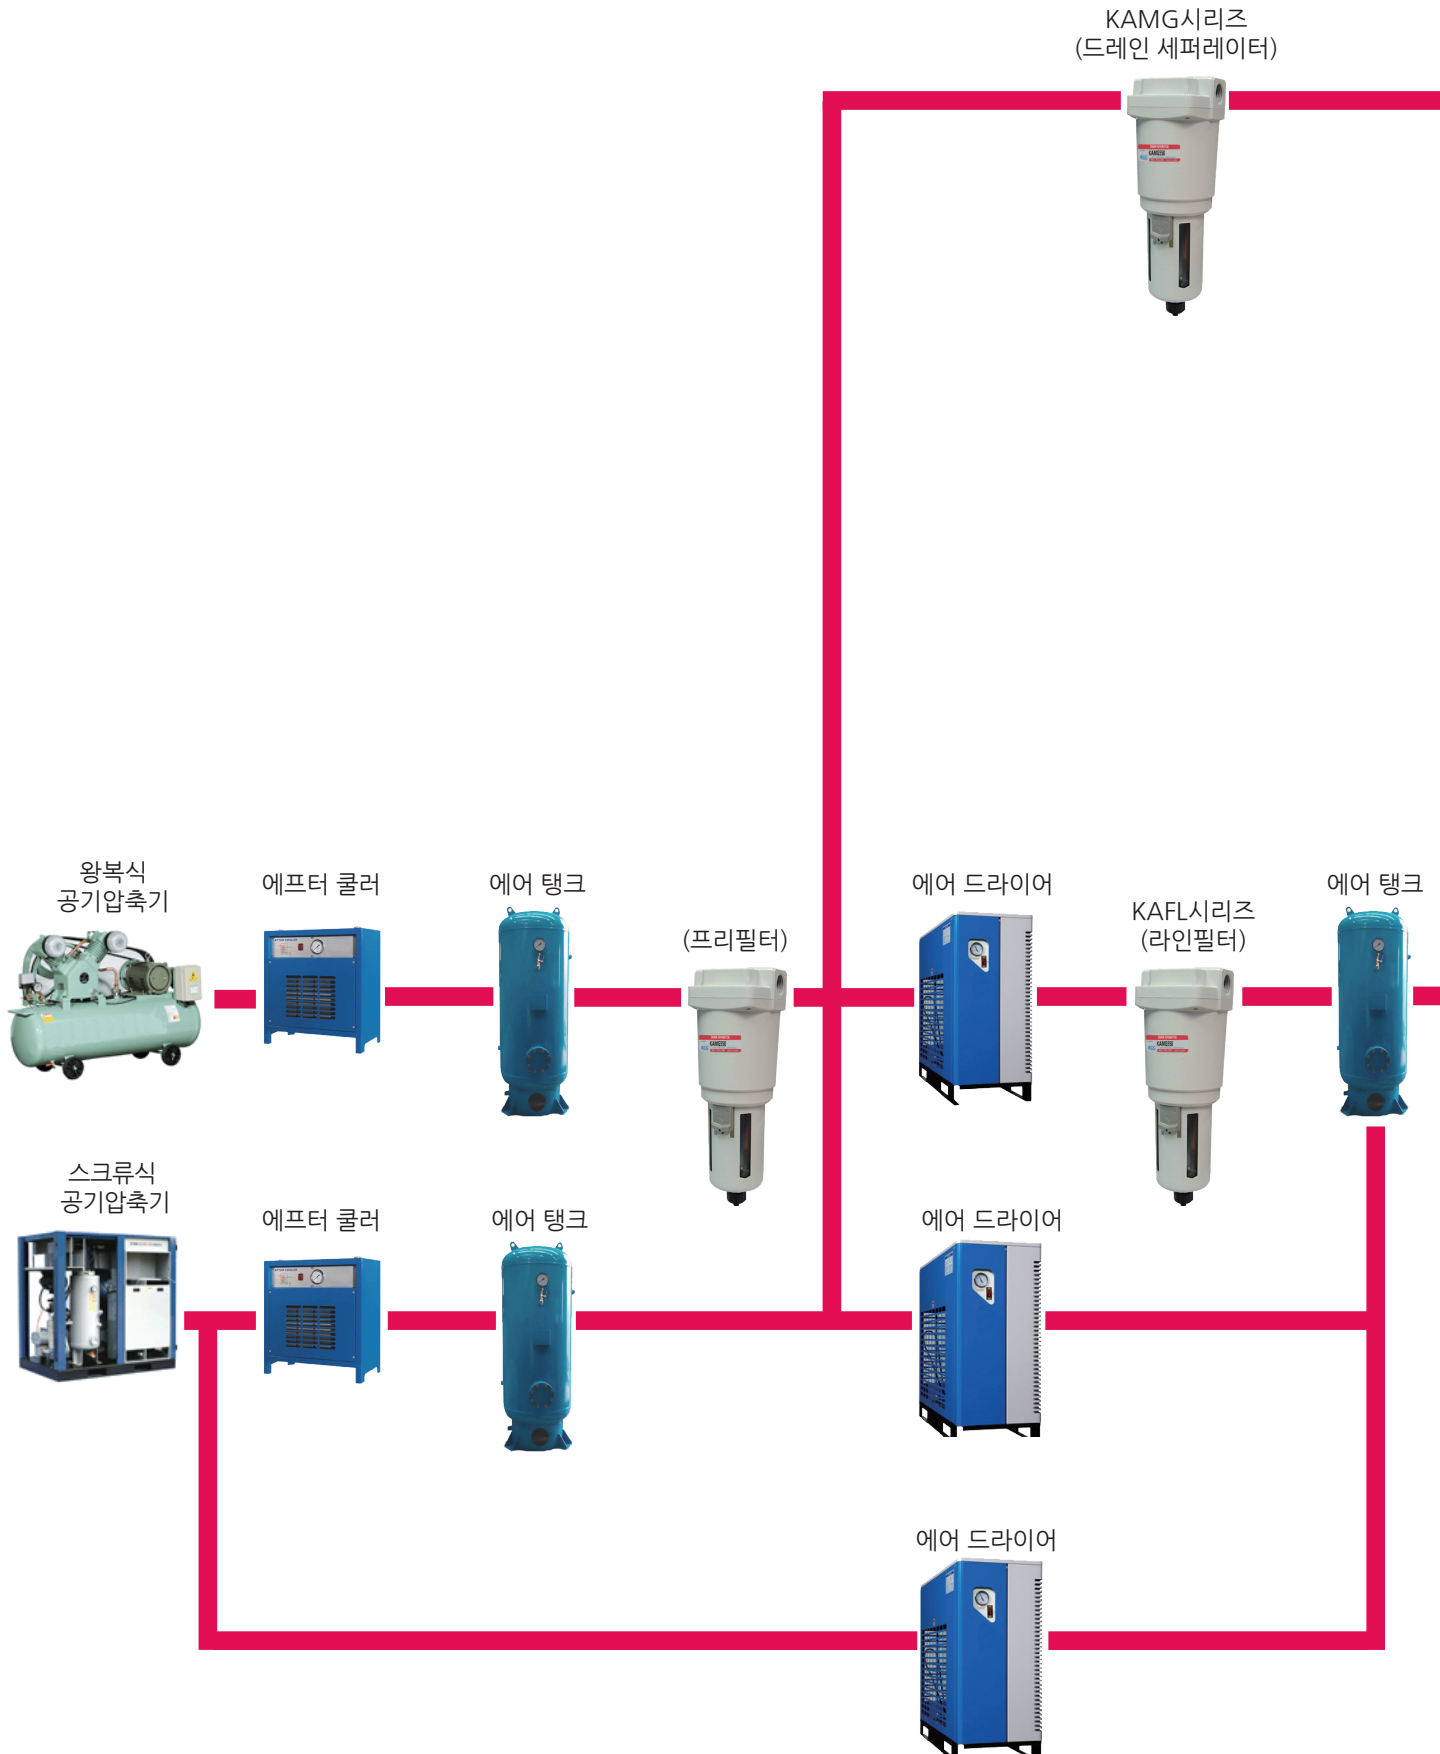 KAMG시리즈
(드레인 세퍼레이터)
왕복식
공기압축기
에프터 쿨러
에어 탱크
(프리필터)
에어 드라이어
KAFL시리즈
(라인필터)
에어 탱크
스크류식
공기압축기
에프터 쿨러
에어 탱크
에어 드라이어
에어 드라이어